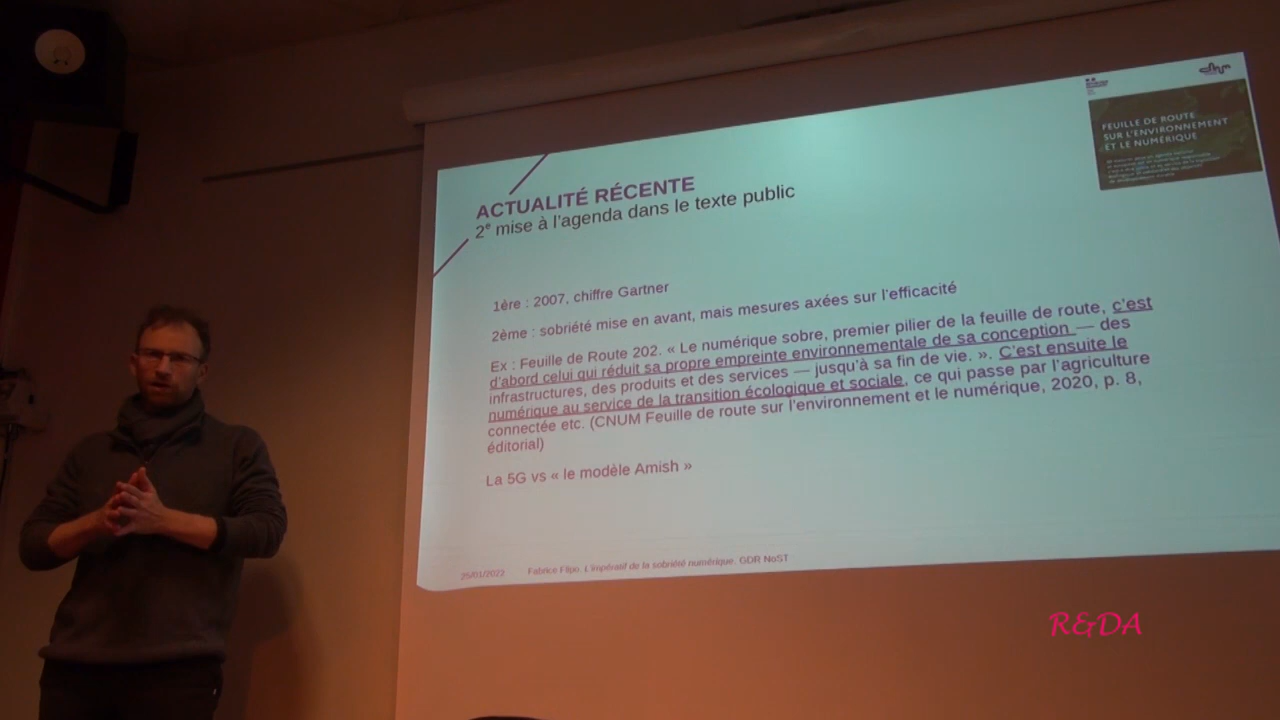 FEUILLE DE ROUTE
SUR L'ENVIRONNEMENT
ET LE NUMÉRIQUE
ACTUALITÉ RÉCENTE
2e mise à l'agenda dans le texte public
1ère : 2007, chiffre Gartner
2ème : sobriété mise en avant, mais mesures axées sur l'efficacité
Ex : Feuille de Route 202. « Le numérique sobre, premier pilier de la feuille de route, c'est
d'abord celui qui réduit sa propre empreinte environnementale de sa conception — des
infrastructures, des produits et des services — jusqu'à sa fin de vie. ». C'est ensuite le
numérique au service de la transition écologique et sociale, ce qui passe par l'agriculture
connectée etc. (CNUM Feuille de route sur l'environnement et le numérique, 2020, p. 8,
éditorial)
La 5G vs « le modèle Amish »
25/01/2022 Fabrice Flipo. L'impératif de la sobriété numérique. GDR NoST
R&DA